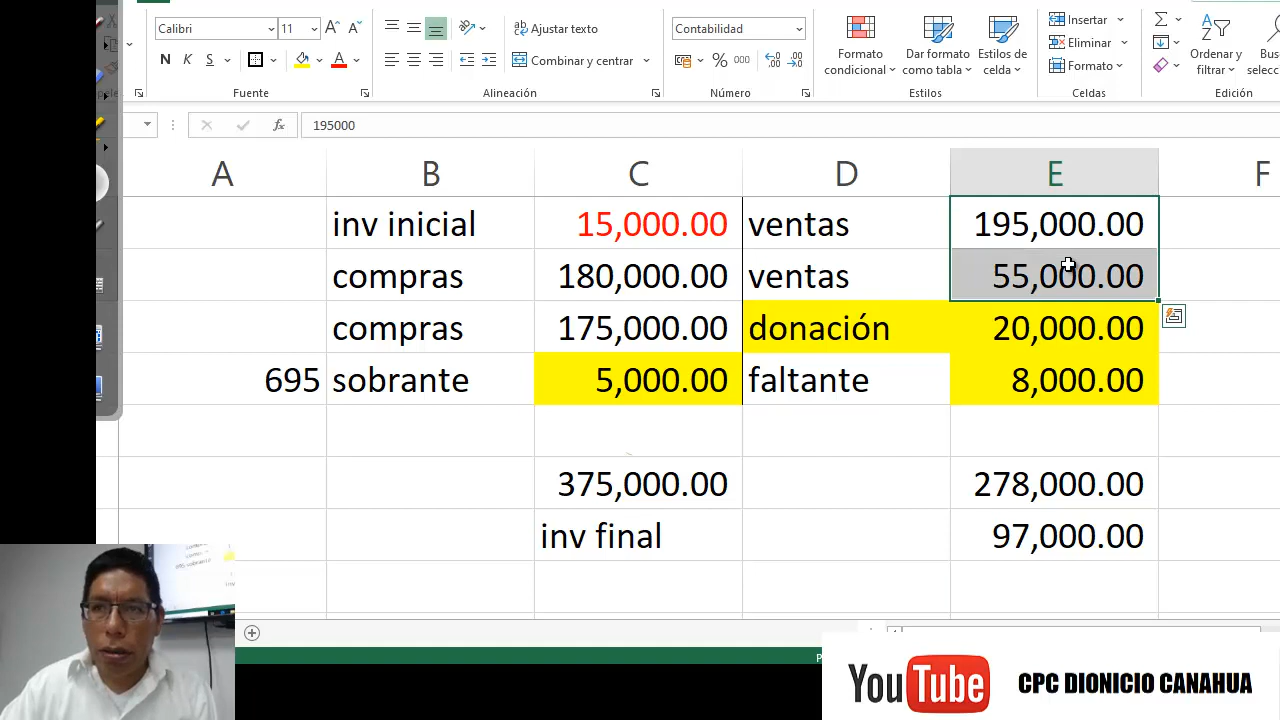 Calibri 11 Ajustar texto Contabilidad Insertar
N K S Combinar y centrar % 000 Formato condicional Dar formato como tabla Estilos de celda Eliminar Formato Ordenar y filtrar
Fuente Alineación Número Estilos Celdas Edición
fx 195000
A B C D E F
inv inicial 15,000.00 ventas 195,000.00
compras 180,000.00 ventas 55,000.00
compras 175,000.00 donación 20,000.00
695 sobrante 5,000.00 faltante 8,000.00
375,000.00 278,000.00
inv final 97,000.00
YouTube CPC DIONICIO CANAHUA